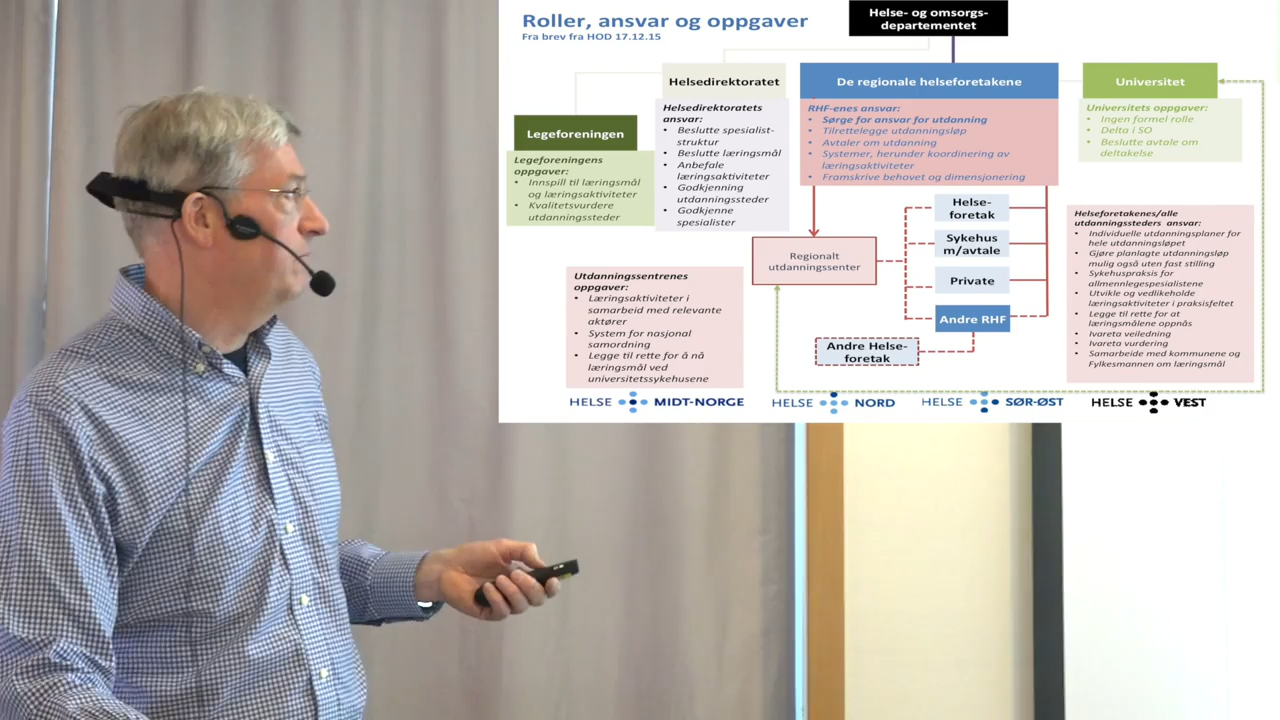 Roller, ansvar og oppgaver
Fra brev fra HOD 17.12.15
Helse- og omsorgs-
departementet
Helsedirektoratet
De regionale helseforetakene
Universitet
Legeforeningen
Legeforeningens
oppgaver:
• Innspill til læringsmål
og læringsaktiviteter
• Kvalitetsvurdere
utdanningssteder
Helsedirektoratets
ansvar:
• Beslutte spesialist-
struktur
• Beslutte læringsmål
• Anbefale
læringsaktiviteter
• Godkjenning
utdanningssteder
• Godkjenne
spesialister
RHF-enes ansvar:
• Sørge for ansvar for utdanning
• Tilrettelegge utdanningsløp
• Avtaler om utdanning
• Systemer, herunder koordinering av
læringsaktiviteter
• Framskrive behovet og dimensjonering
Universitets oppgaver:
• Ingen formel rolle
• Delta i SO
• Beslutte avtale om
deltakelse
Regionalt
utdanningssenter
Helse-
foretak
Sykehus
m/avtale
Private
Andre RHF
Andre Helse-
foretak
Utdanningssentrenes
oppgaver:
• Læringsaktiviteter i
samarbeid med relevante
aktører
• System for nasjonal
samordning
• Legge til rette for å nå
læringsmål ved
universitetssykehusene
Helseforetakenes/alle
utdanningssteders ansvar:
• Individuelle utdanningsplaner for
hele utdanningsløpet
• Gjøre planlagte utdanningsløp
mulig også uten fast stilling
• Sykehuspraksis for
allmennlegespesialistene
• Utvikle og vedlikeholde
læringsaktiviteter i praksisfeltet
• Legge til rette for at
læringsmålene oppnås
• Ivareta veiledning
• Ivareta vurdering
• Samarbeide med kommunene og
Fylkesmannen om læringsmål
HELSE MIDT-NORGE
HELSE NORD
HELSE SØR-ØST
HELSE VEST